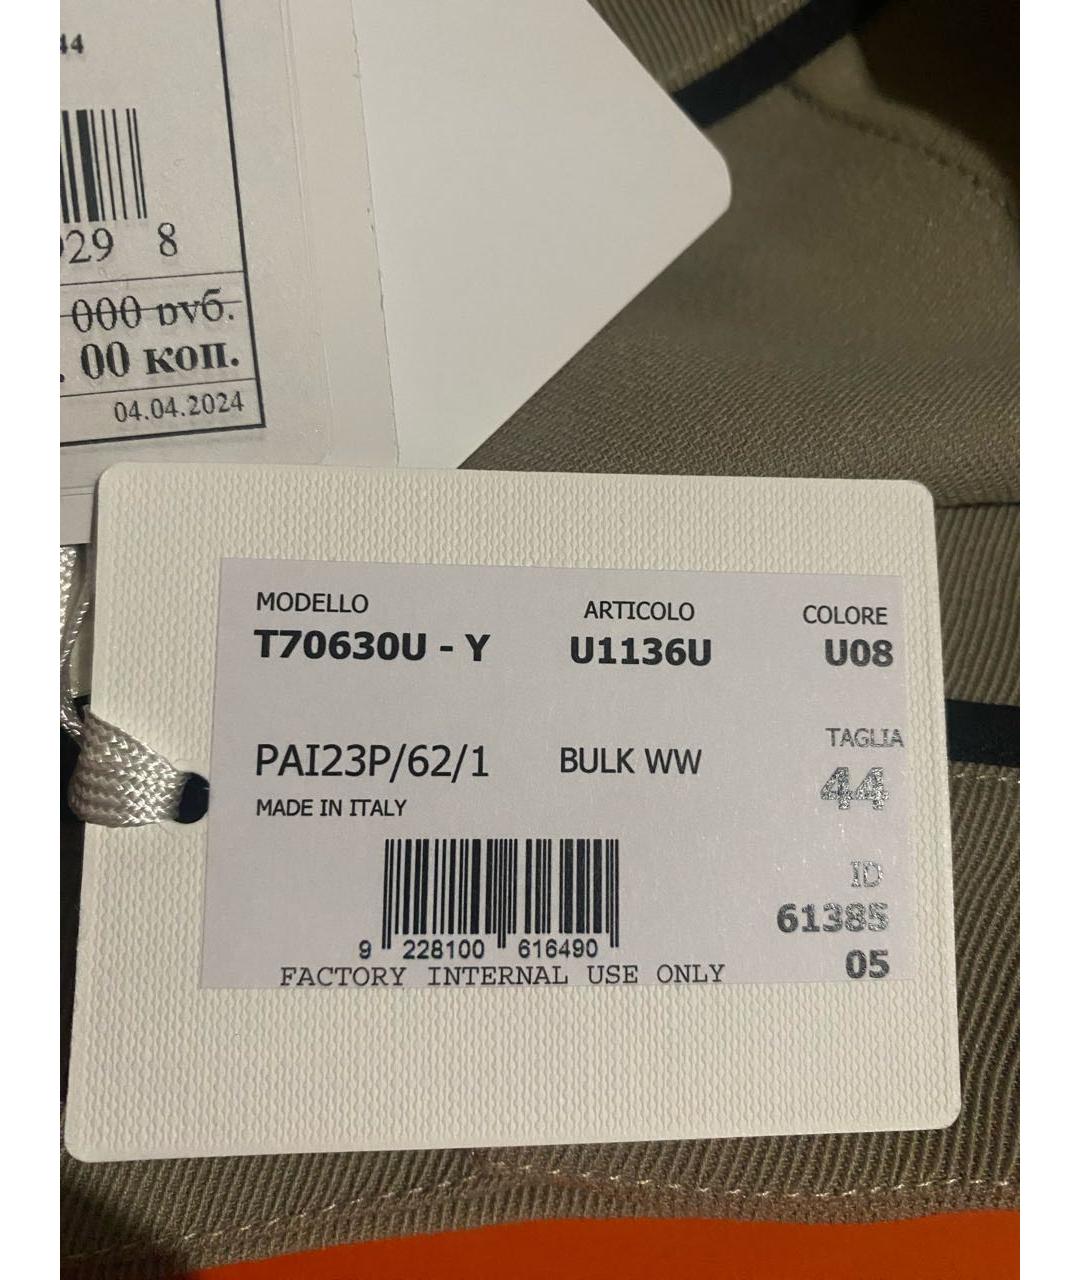 44
29 8
000 руб.
. 00 коп.
04.04.2024
MODELLO ARTICOLO COLORE
T70630U - Y U1136U U08
PAI23P/62/1 BULK WW TAGLIA
44
MADE IN ITALY
ID
61385
05
9 228100 616490
FACTORY INTERNAL USE ONLY